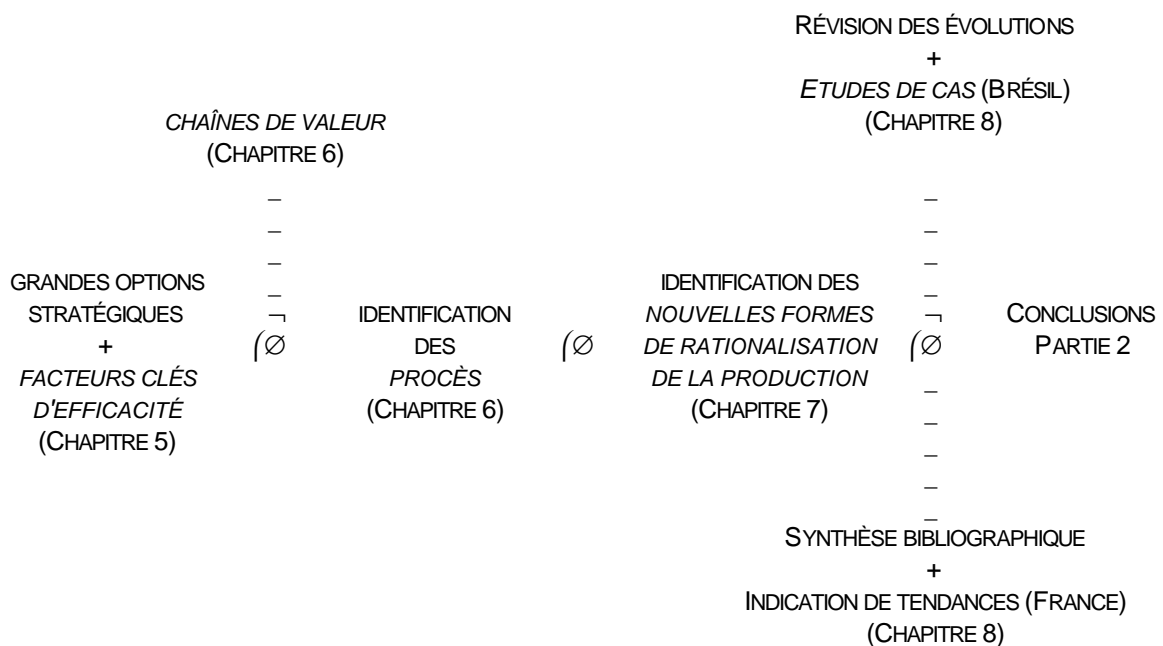 RÉVISION DES ÉVOLUTIONS
+
ETUDES DE CAS (BRÉSIL)
(CHAPITRE 8)
CHAÎNES DE VALEUR
(CHAPITRE 6)
GRANDES OPTIONS
STRATÉGIQUES
+
FACTEURS CLÉS
D'EFFICACITÉ
(CHAPITRE 5)
¬
⎛∅
IDENTIFICATION
DES
PROCÈS
(CHAPITRE 6)
⎛∅
IDENTIFICATION DES
NOUVELLES FORMES
DE RATIONALISATION
DE LA PRODUCTION
(CHAPITRE 7)
¬
⎛∅
CONCLUSIONS
PARTIE 2
SYNTHÈSE BIBLIOGRAPHIQUE
+
INDICATION DE TENDANCES (FRANCE)
(CHAPITRE 8)